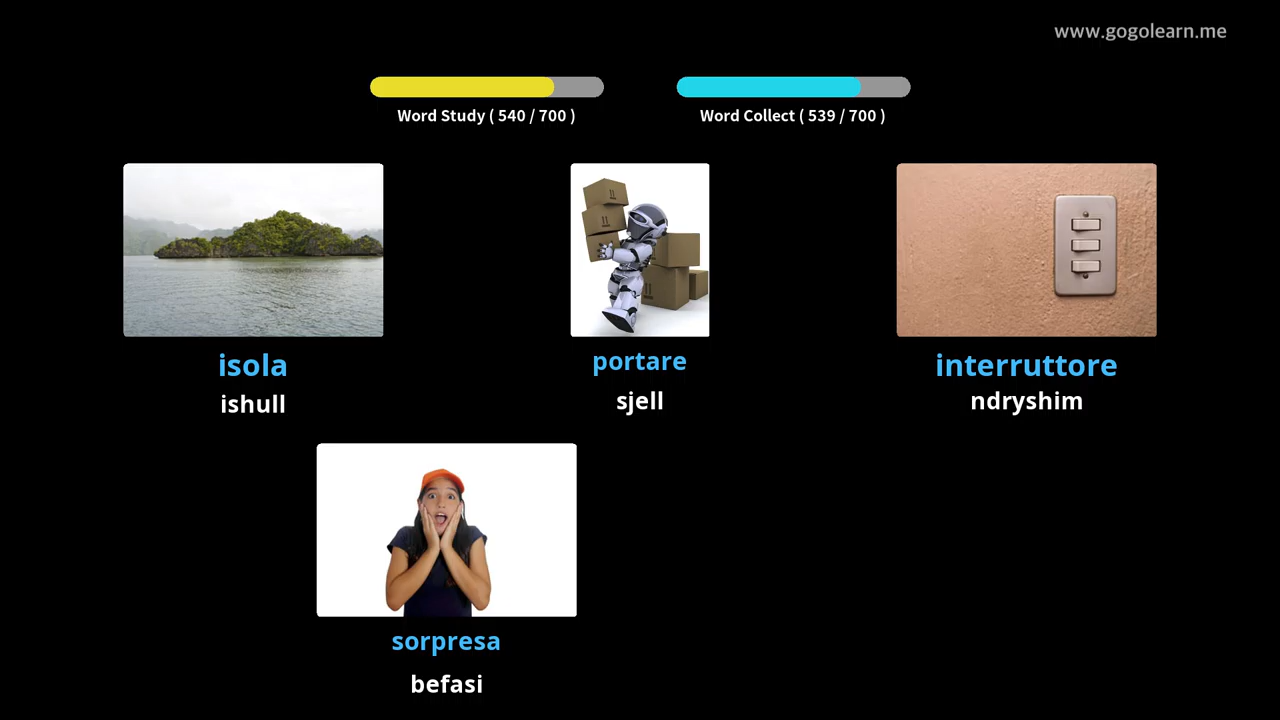 www.gogolearn.me
Word Study ( 540 / 700 )
Word Collect ( 539 / 700 )
isola
ishull
portare
sjell
interruttore
ndryshim
sorpresa
befasi